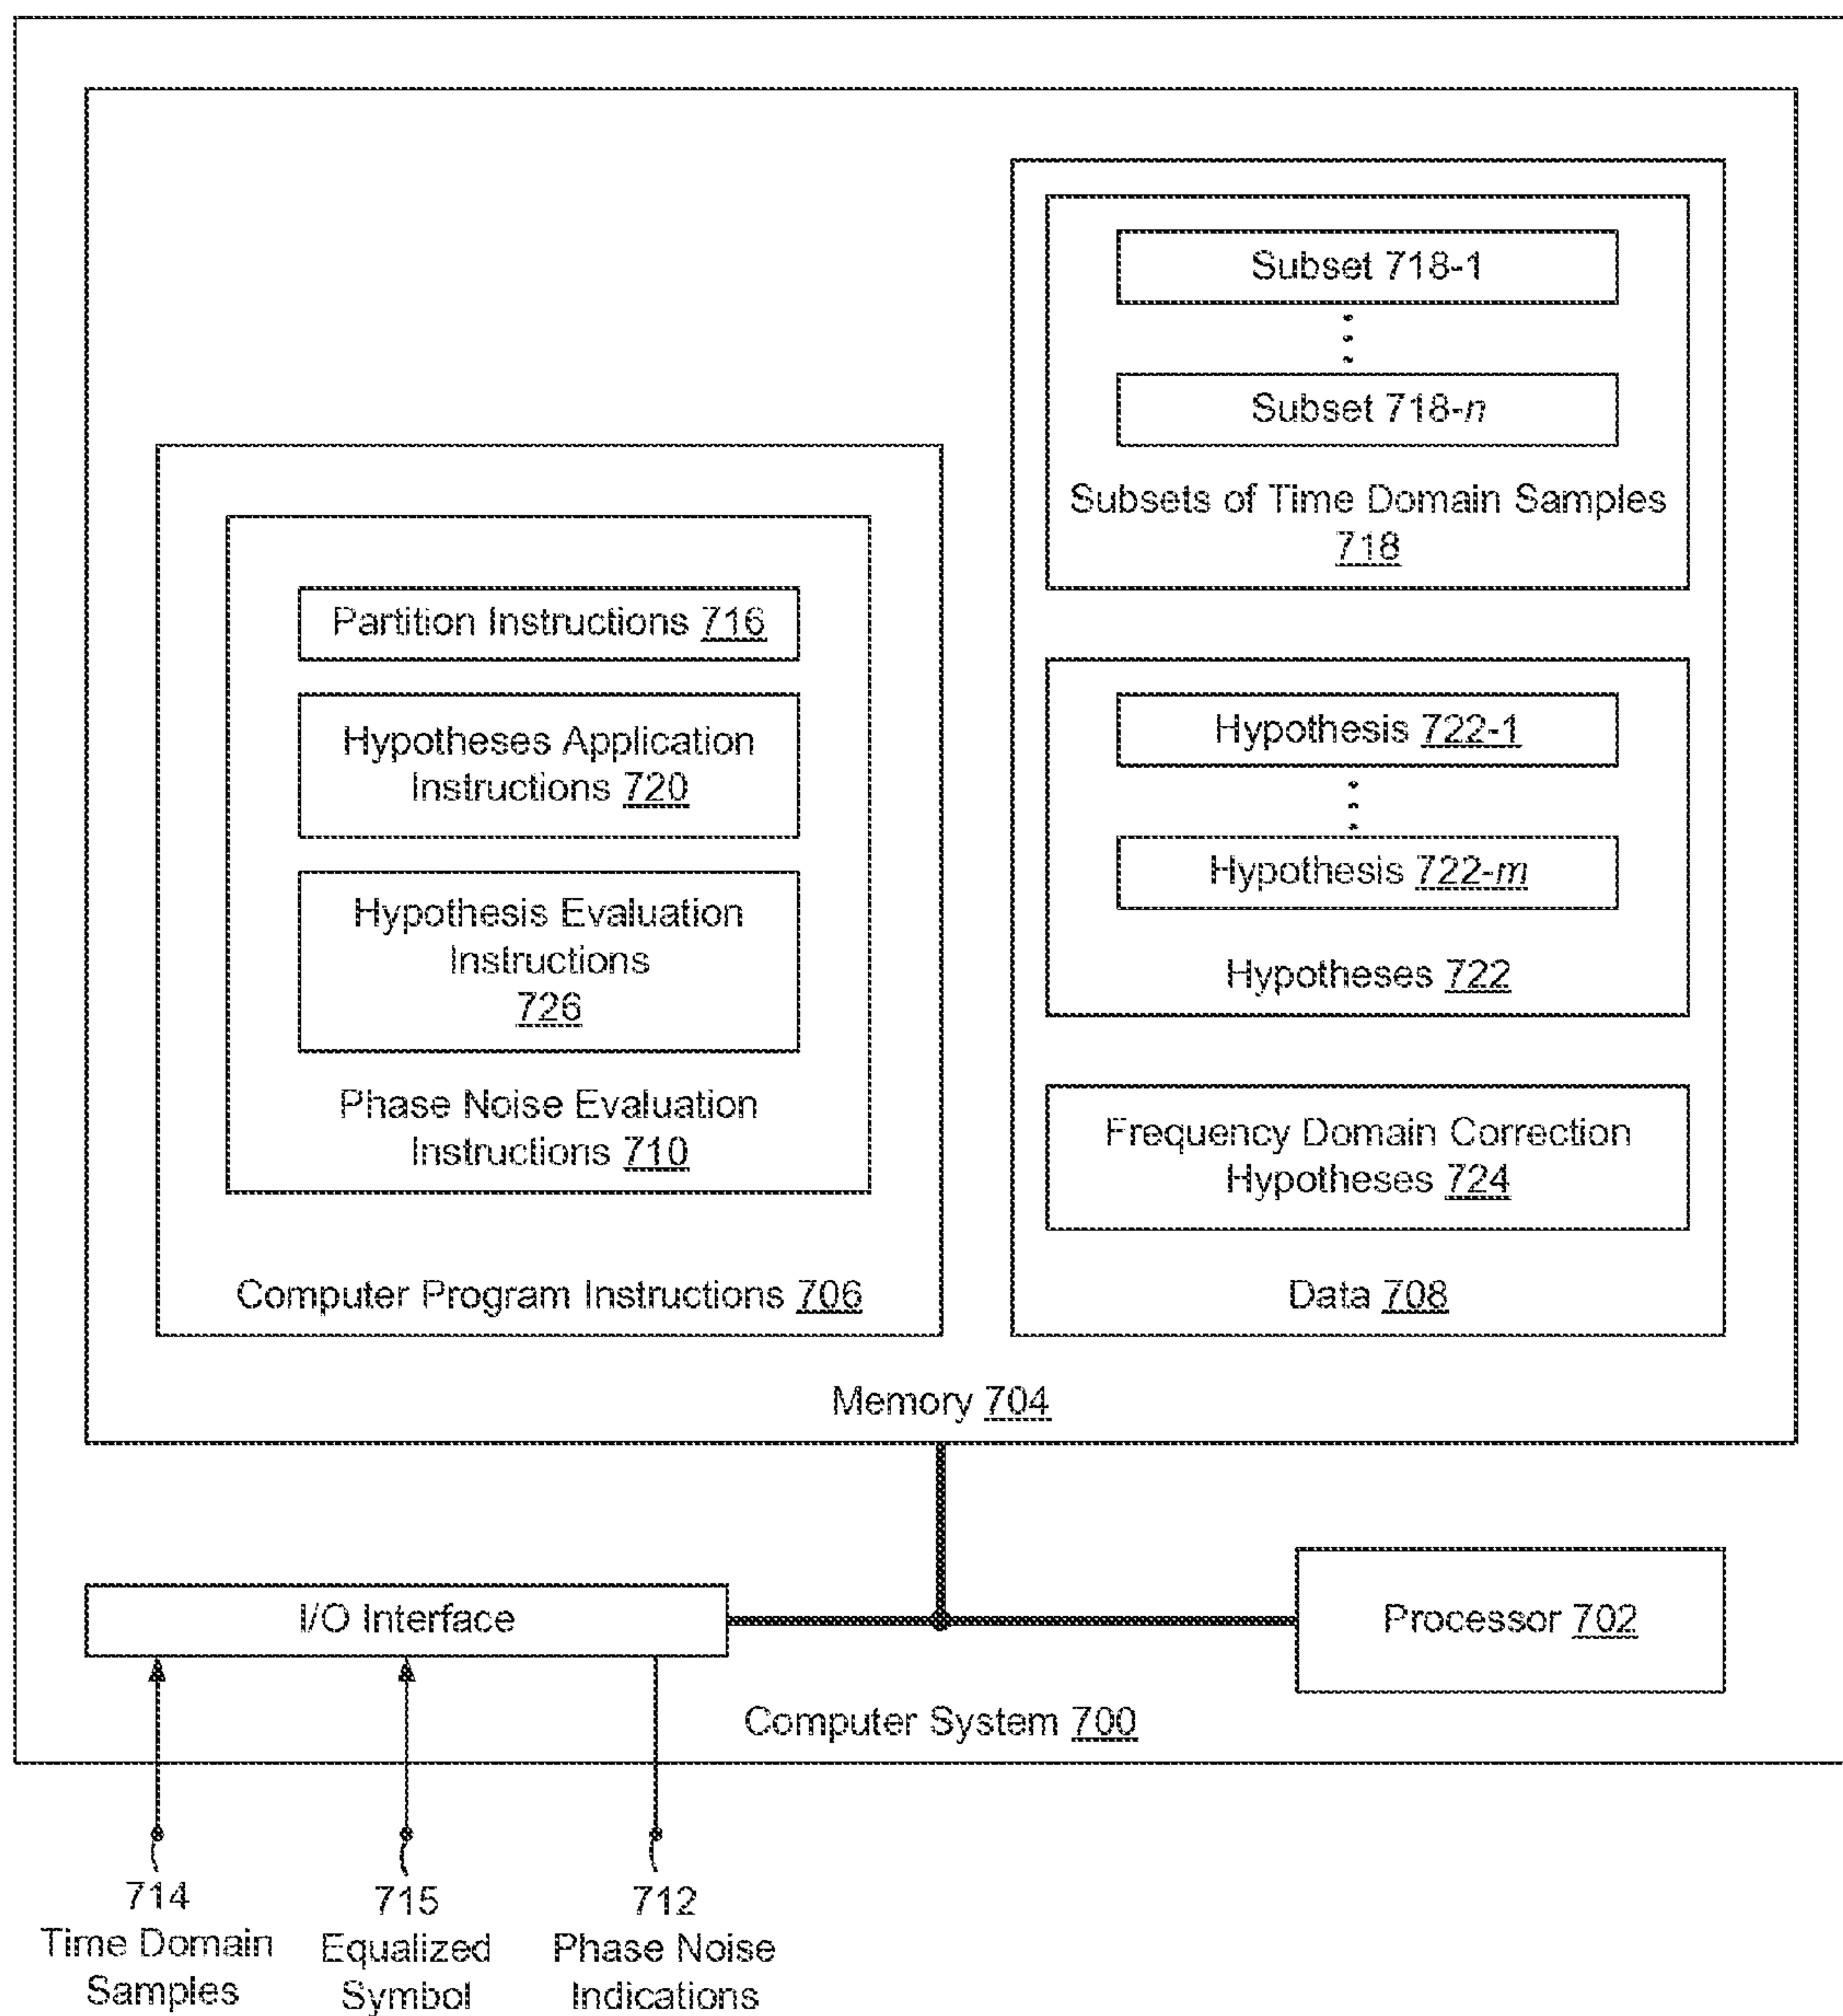 Subset 718-1
Subset 718-n
Subsets of Time Domain Samples
718
Partition Instructions 716
Hypotheses Application
Instructions 720
Hypothesis Evaluation
Instructions
726
Phase Noise Evaluation
Instructions 710
Computer Program Instructions 706
Hypothesis 722-1
Hypothesis 722-m
Hypotheses 722
Frequency Domain Correction
Hypotheses 724
Data 708
Memory 704
I/O Interface
Processor 702
Computer System 700
714
Time Domain
Samples
715
Equalized
Symbol
712
Phase Noise
Indications